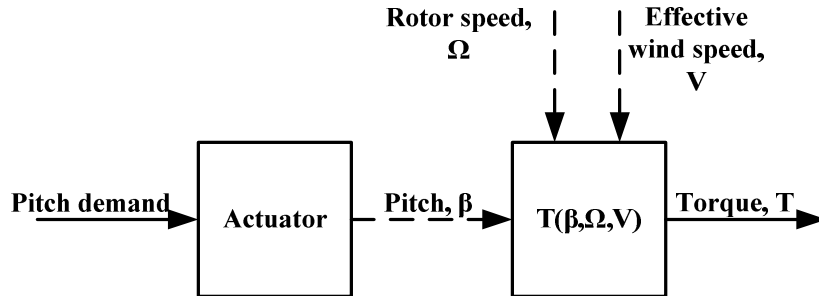 Rotor speed,
Ω
Effective
wind speed,
V
Pitch demand
Actuator
Pitch, β
T(β,Ω,V)
Torque, T